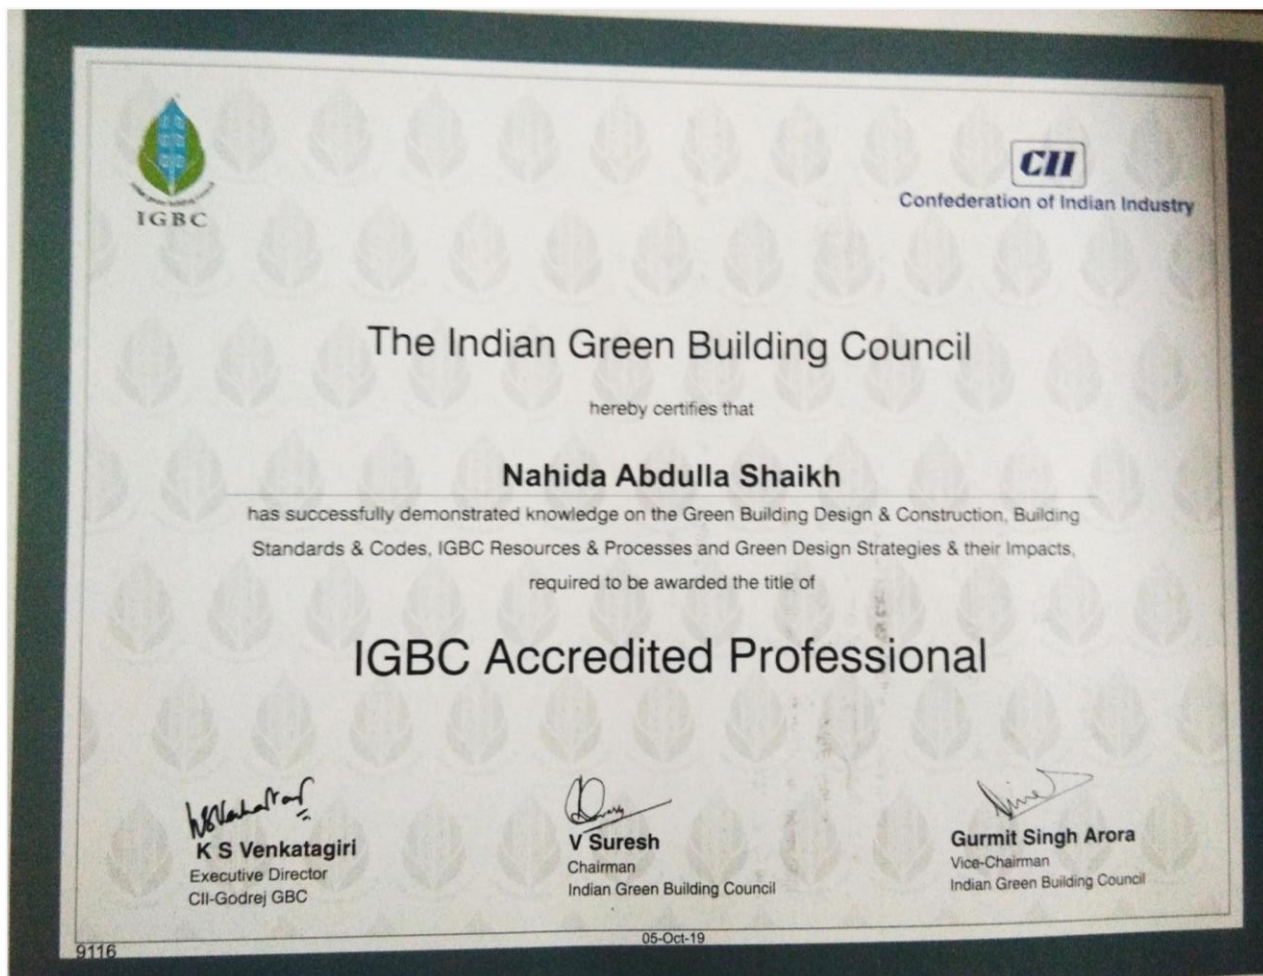 IGBC
CII
Confederation of Indian Industry
The Indian Green Building Council
hereby certifies that
Nahida Abdulla Shaikh
has successfully demonstrated knowledge on the Green Building Design & Construction, Building
Standards & Codes, IGBC Resources & Processes and Green Design Strategies & their Impacts,
required to be awarded the title of
IGBC Accredited Professional
K S Venkatagiri
Executive Director
CII-Godrej GBC
V Suresh
Chairman
Indian Green Building Council
Gurmit Singh Arora
Vice-Chairman
Indian Green Building Council
9116
05-Oct-19